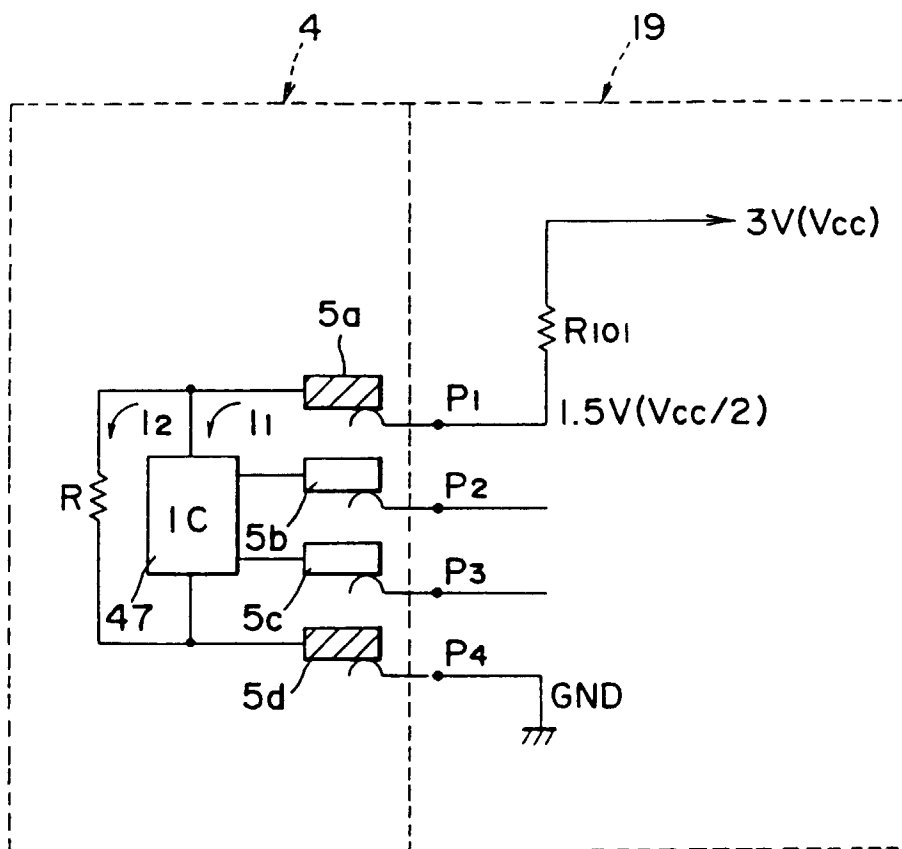 4
19
3V(Vcc)
5a
R101
P1
1.5V(Vcc/2)
I2
I1
P2
R
IC
5b
P3
47
5c
P4
5d
GND